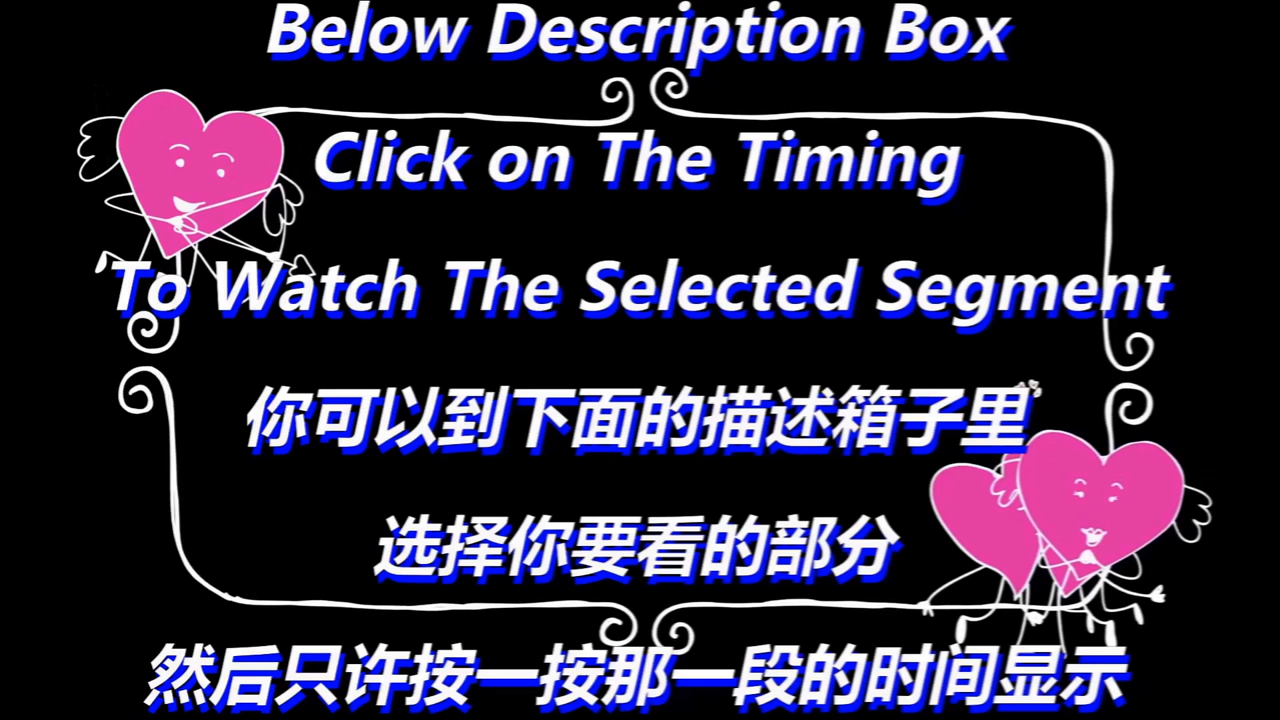 Below Description Box
Click on The Timing
To Watch The Selected Segment
你可以到下面的描述箱子里
选择你要看的部分
然后只许按一按那一段的时间显示